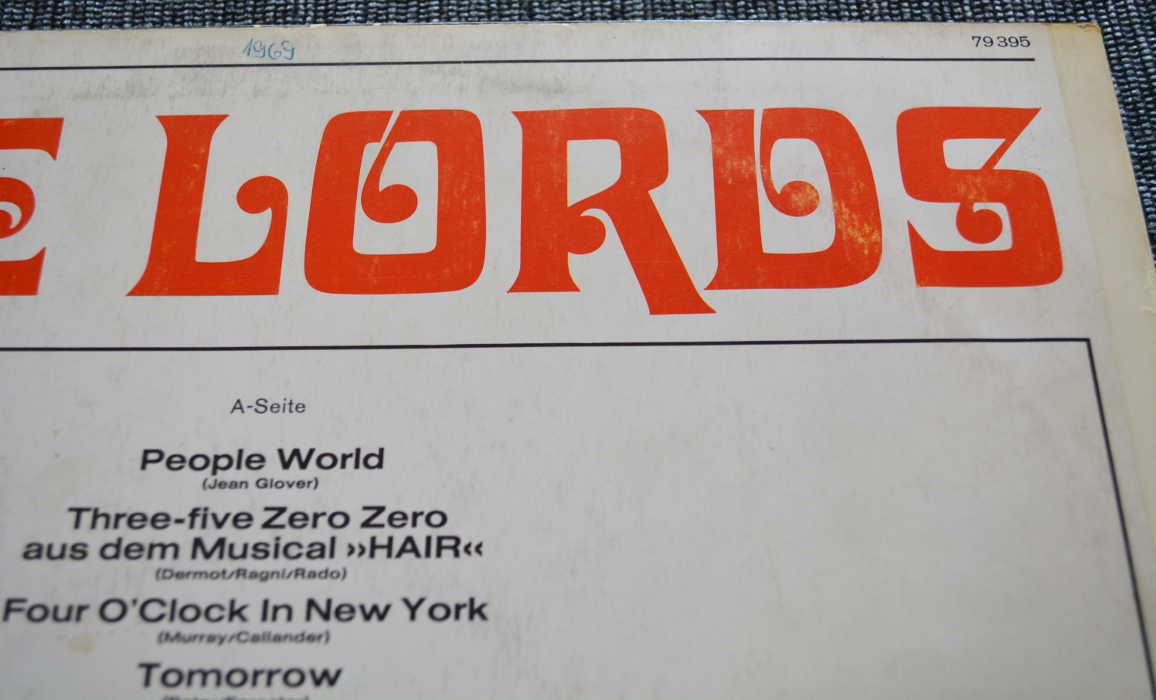 1969
79 395
E LORDS
A-Seite
People World
(Jean Glover)
Three-five Zero Zero
aus dem Musical »HAIR«
(Dermot/Ragni/Rado)
Four O'Clock In New York
(Murray/Callander)
Tomorrow